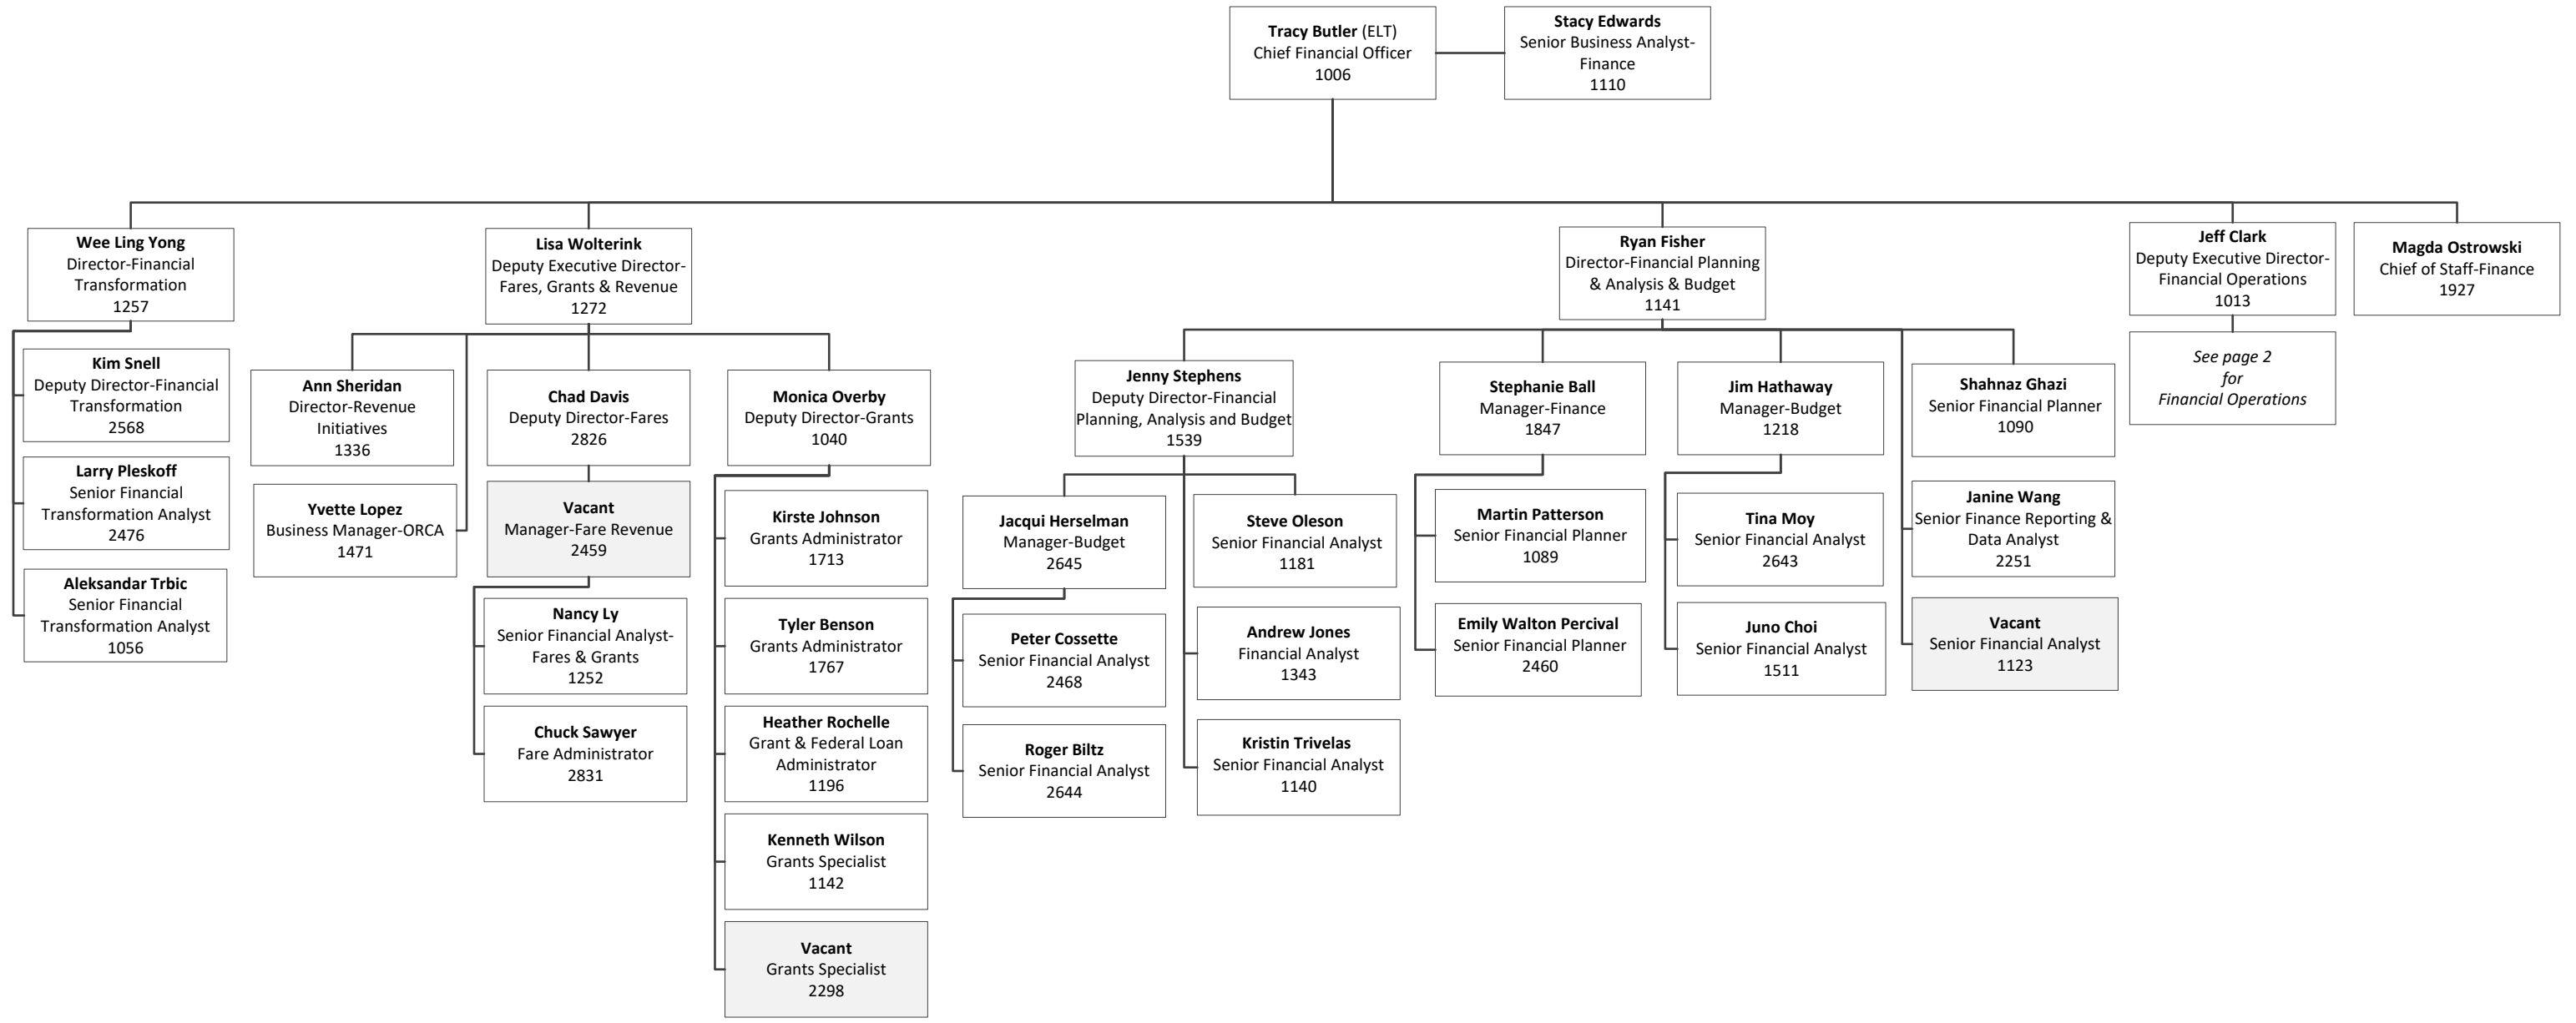 Tracy Butler (ELT)
Chief Financial Officer
1006
Stacy Edwards
Senior Business Analyst-
Finance
1110
Wee Ling Yong
Director-Financial
Transformation
1257
Lisa Wolterink
Deputy Executive Director-
Fares, Grants & Revenue
1272
Ryan Fisher
Director-Financial Planning
& Analysis & Budget
1141
Jeff Clark
Deputy Executive Director-
Financial Operations
1013
Magda Ostrowski
Chief of Staff-Finance
1927
See page 2
for
Financial Operations
Kim Snell
Deputy Director-Financial
Transformation
2568
Larry Pleskoff
Senior Financial
Transformation Analyst
2476
Aleksandar Trbic
Senior Financial
Transformation Analyst
1056
Ann Sheridan
Director-Revenue
Initiatives
1336
Yvette Lopez
Business Manager-ORCA
1471
Chad Davis
Deputy Director-Fares
2826
Vacant
Manager-Fare Revenue
2459
Nancy Ly
Senior Financial Analyst-
Fares & Grants
1252
Chuck Sawyer
Fare Administrator
2831
Monica Overby
Deputy Director-Grants
1040
Kirste Johnson
Grants Administrator
1713
Tyler Benson
Grants Administrator
1767
Heather Rochelle
Grant & Federal Loan
Administrator
1196
Kenneth Wilson
Grants Specialist
1142
Vacant
Grants Specialist
2298
Jenny Stephens
Deputy Director-Financial
Planning, Analysis and Budget
1539
Jacqui Herselman
Manager-Budget
2645
Peter Cossette
Senior Financial Analyst
2468
Roger Biltz
Senior Financial Analyst
2644
Steve Oleson
Senior Financial Analyst
1181
Andrew Jones
Financial Analyst
1343
Kristin Trivelas
Senior Financial Analyst
1140
Stephanie Ball
Manager-Finance
1847
Martin Patterson
Senior Financial Planner
1089
Emily Walton Percival
Senior Financial Planner
2460
Jim Hathaway
Manager-Budget
1218
Tina Moy
Senior Financial Analyst
2643
Juno Choi
Senior Financial Analyst
1511
Shahnaz Ghazi
Senior Financial Planner
1090
Janine Wang
Senior Finance Reporting &
Data Analyst
2251
Vacant
Senior Financial Analyst
1123